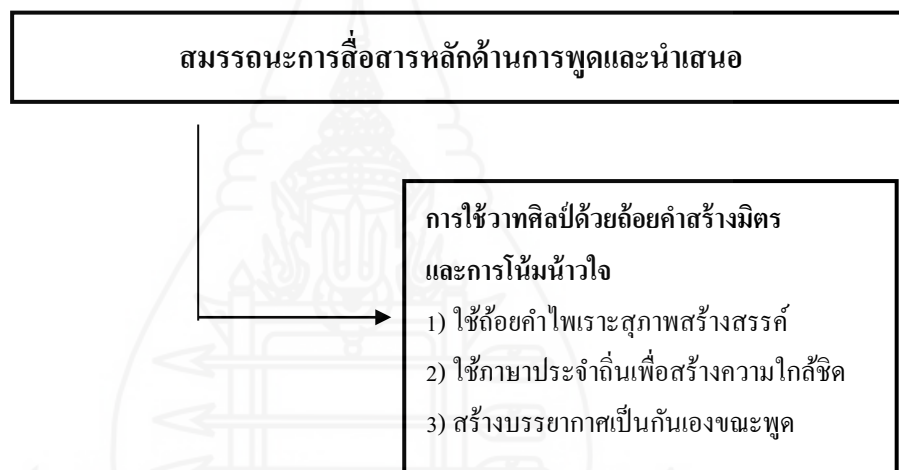 สมรรถนะการสื่อสารหลักด้านการพูดและนำเสนอ
การใช้วาทศิลป์ด้วยถ้อยคำสร้างมิตร
และการโน้มน้าวใจ
1) ใช้ถ้อยคำไพเราะสุภาพสร้างสรรค์
2) ใช้ภาษาประจำถิ่นเพื่อสร้างความใกล้ชิด
3) สร้างบรรยากาศเป็นกันเองขณะพูด